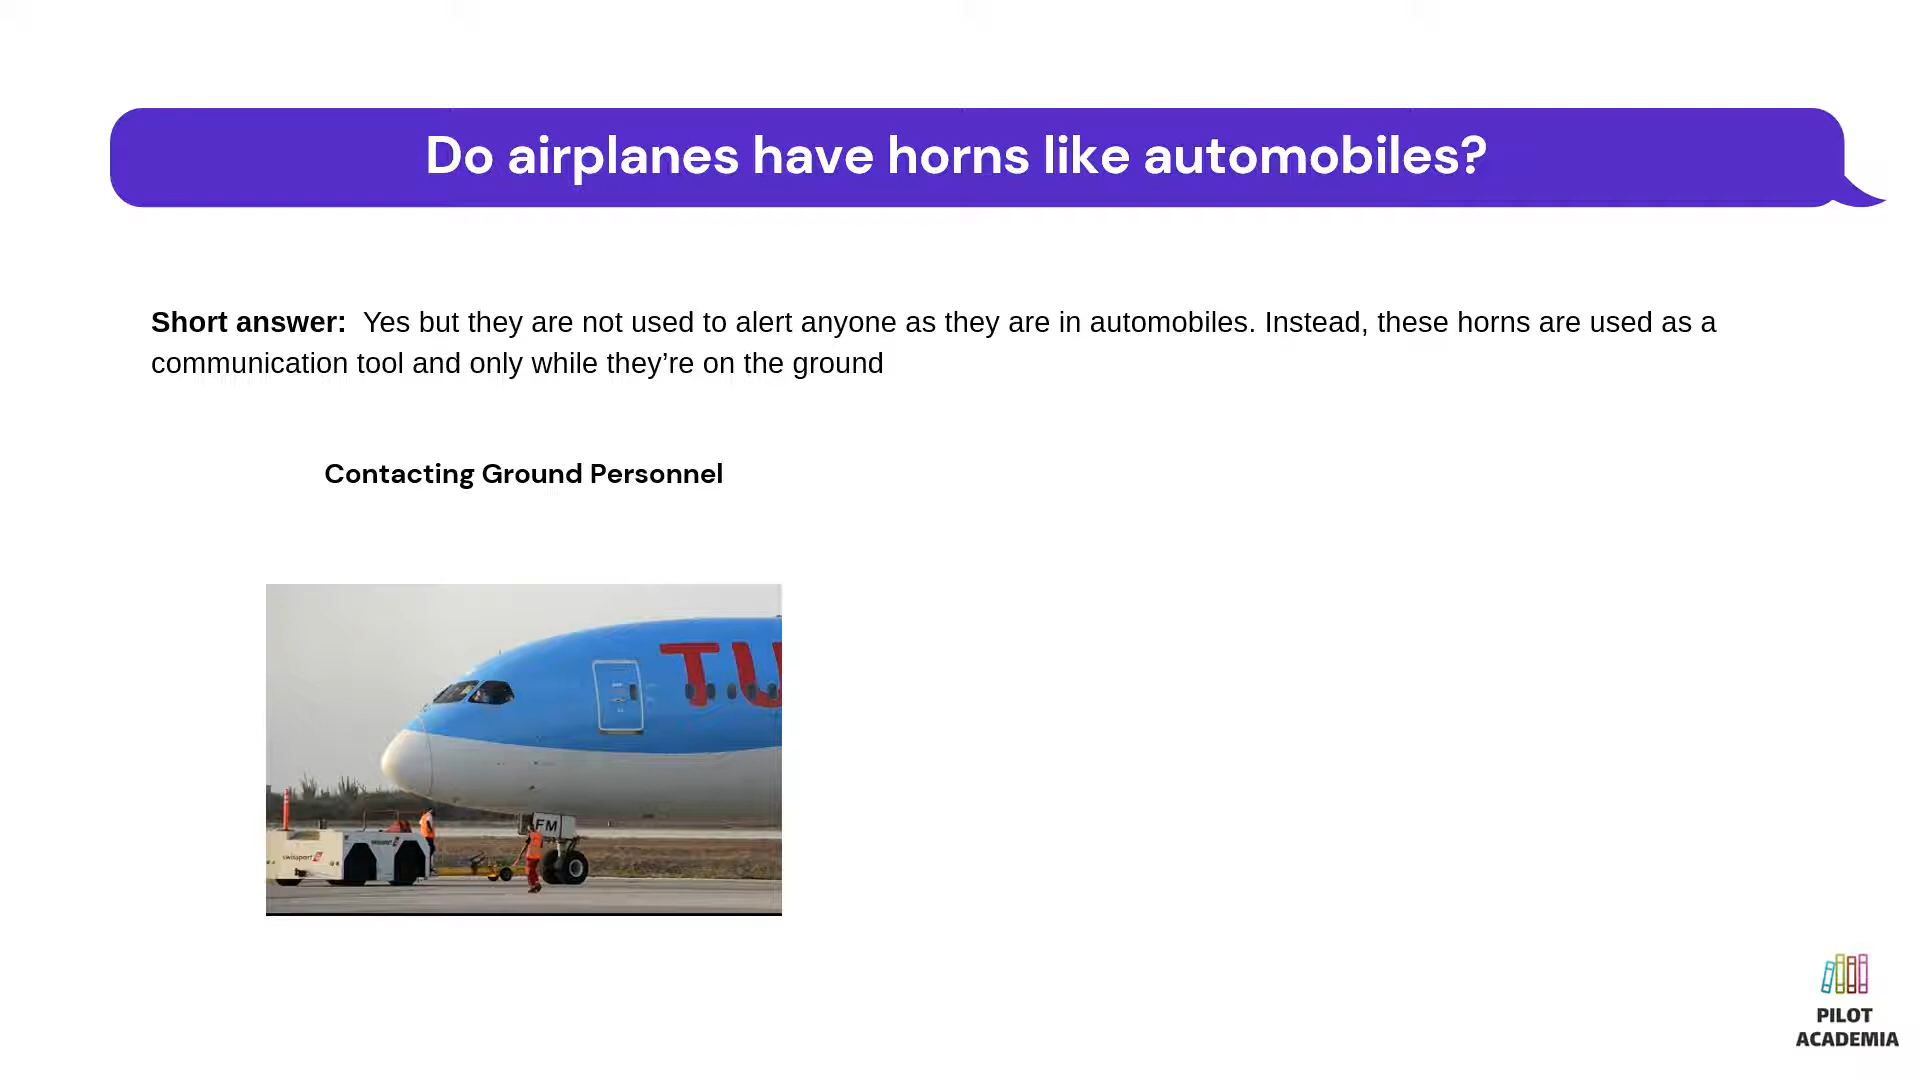 Do airplanes have horns like automobiles?
Short answer: Yes but they are not used to alert anyone as they are in automobiles. Instead, these horns are used as a
communication tool and only while they’re on the ground
Contacting Ground Personnel
TU
FM
swissport
swissport
PILOT
ACADEMIA